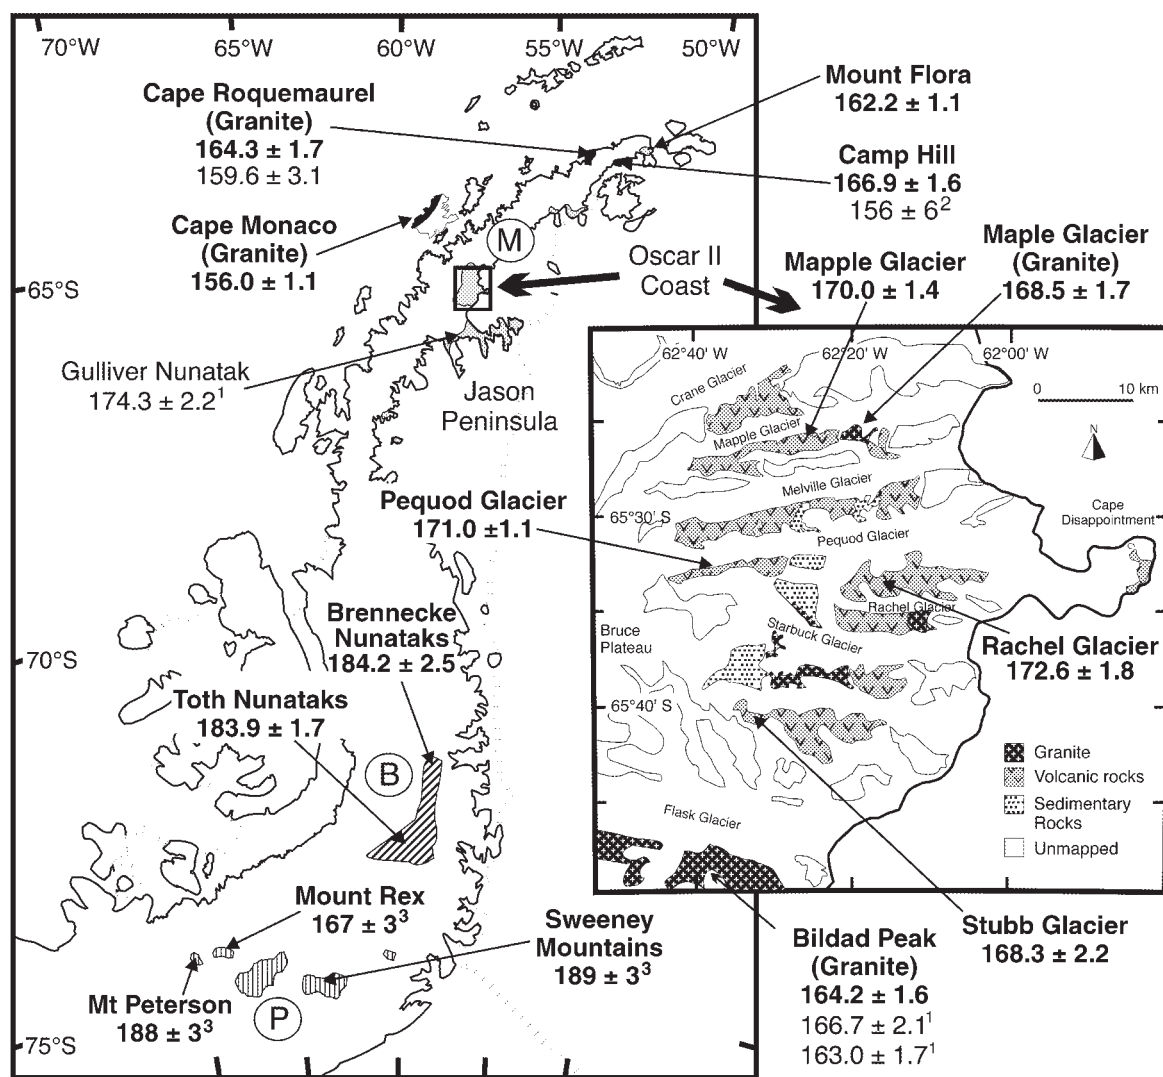 70°W
65°W
60°W
55°W
50°W
Cape Roquemaurel
(Granite)
164.3 ± 1.7
159.6 ± 3.1
Mount Flora
162.2 ± 1.1
Camp Hill
166.9 ± 1.6
156 ± 6²
Cape Monaco
(Granite)
156.0 ± 1.1
M
Oscar II
Coast
Mapple Glacier
170.0 ± 1.4
Maple Glacier
(Granite)
168.5 ± 1.7
65°S
Gulliver Nunatak
174.3 ± 2.2¹
Jason
Peninsula
62°40' W
62°20' W
62°00' W
Crane Glacier
0 10 km
Mapple Glacier
N
Melville Glacier
Pequod Glacier
171.0 ±1.1
65°30' S
Cape
Disappointment
Pequod Glacier
Brennecke
Nunataks
184.2 ± 2.5
Rachel Glacier
Bruce
Plateau
Starbuck Glacier
Rachel Glacier
172.6 ± 1.8
70°S
Toth Nunataks
183.9 ± 1.7
65°40' S
B
Granite
Volcanic rocks
Sedimentary
Rocks
Unmapped
Flask Glacier
Mount Rex
167 ± 3³
Sweeney
Mountains
189 ± 3³
Stubb Glacier
168.3 ± 2.2
Bildad Peak
(Granite)
164.2 ± 1.6
166.7 ± 2.1¹
163.0 ± 1.7¹
Mt Peterson
188 ± 3³
P
75°S